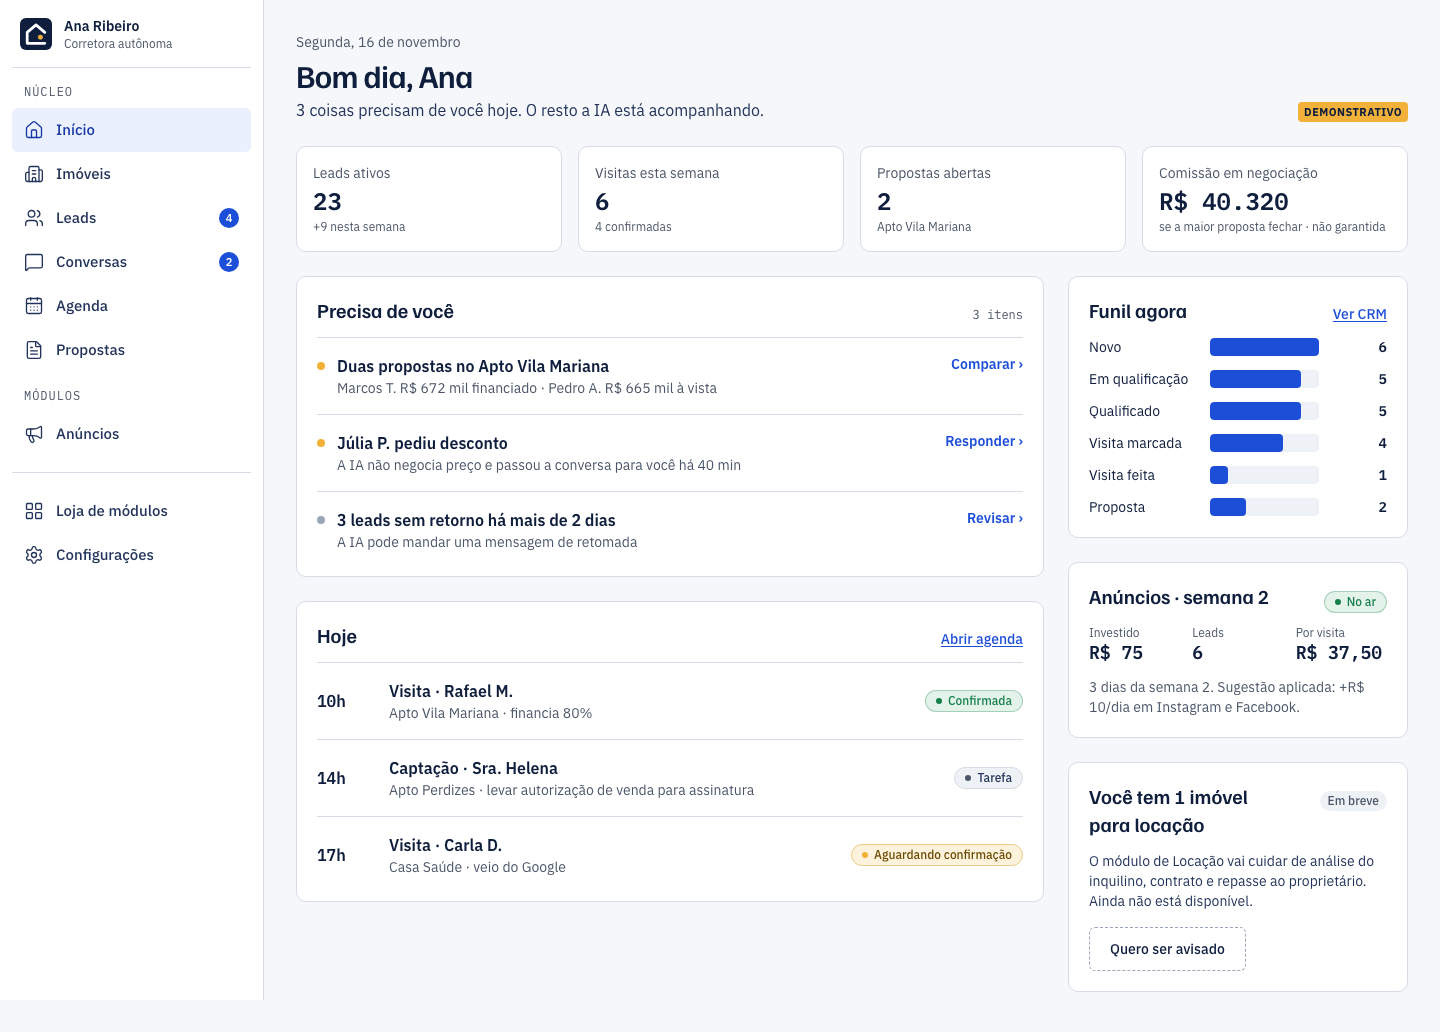 Ana Ribeiro
Corretora autônoma
NÚCLEO
Início
Imóveis
Leads 4
Conversas 2
Agenda
Propostas
MÓDULOS
Anúncios
Loja de módulos
Configurações
Segunda, 16 de novembro
Bom dia, Ana
3 coisas precisam de você hoje. O resto a IA está acompanhando.
DEMONSTRATIVO
Leads ativos
23
+9 nesta semana
Visitas esta semana
6
4 confirmadas
Propostas abertas
2
Apto Vila Mariana
Comissão em negociação
R$ 40.320
se a maior proposta fechar · não garantida
Precisa de você
3 itens
Duas propostas no Apto Vila Mariana
Comparar ›
Marcos T. R$ 672 mil financiado · Pedro A. R$ 665 mil à vista
Júlia P. pediu desconto
Responder ›
A IA não negocia preço e passou a conversa para você há 40 min
3 leads sem retorno há mais de 2 dias
Revisar ›
A IA pode mandar uma mensagem de retomada
Hoje
Abrir agenda
10h
Visita · Rafael M.
Apto Vila Mariana · financia 80%
Confirmada
14h
Captação · Sra. Helena
Apto Perdizes · levar autorização de venda para assinatura
Tarefa
17h
Visita · Carla D.
Casa Saúde · veio do Google
Aguardando confirmação
Funil agora
Ver CRM
Novo 6
Em qualificação 5
Qualificado 5
Visita marcada 4
Visita feita 1
Proposta 2
Anúncios · semana 2
No ar
Investido
R$ 75
Leads
6
Por visita
R$ 37,50
3 dias da semana 2. Sugestão aplicada: +R$
10/dia em Instagram e Facebook.
Você tem 1 imóvel
para locação
Em breve
O módulo de Locação vai cuidar de análise do
inquilino, contrato e repasse ao proprietário.
Ainda não está disponível.
Quero ser avisado